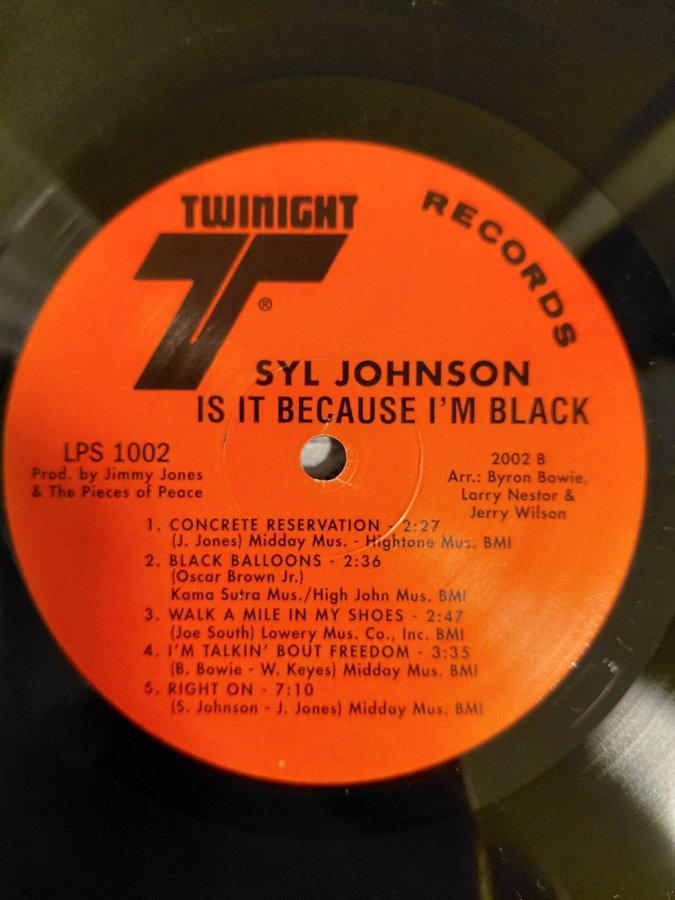 TWINIGHT
RECORDS
T
®
SYL JOHNSON
IS IT BECAUSE I'M BLACK
LPS 1002
Prod. by Jimmy Jones
& The Pieces of Peace
2002 B
Arr.: Byron Bowie,
Larry Nestor &
Jerry Wilson
1. CONCRETE RESERVATION - 2:27
(J. Jones) Midday Mus. - Hightone Mus. BMI
2. BLACK BALLOONS - 2:36
(Oscar Brown Jr.)
Kama Sutra Mus./High John Mus. BMI
3. WALK A MILE IN MY SHOES - 2:47
(Joe South) Lowery Mus. Co., Inc. BMI
4. I'M TALKIN' BOUT FREEDOM - 3:35
(B. Bowie - W. Keyes) Midday Mus. BMI
5. RIGHT ON - 7:10
(S. Johnson - J. Jones) Midday Mus. BMI